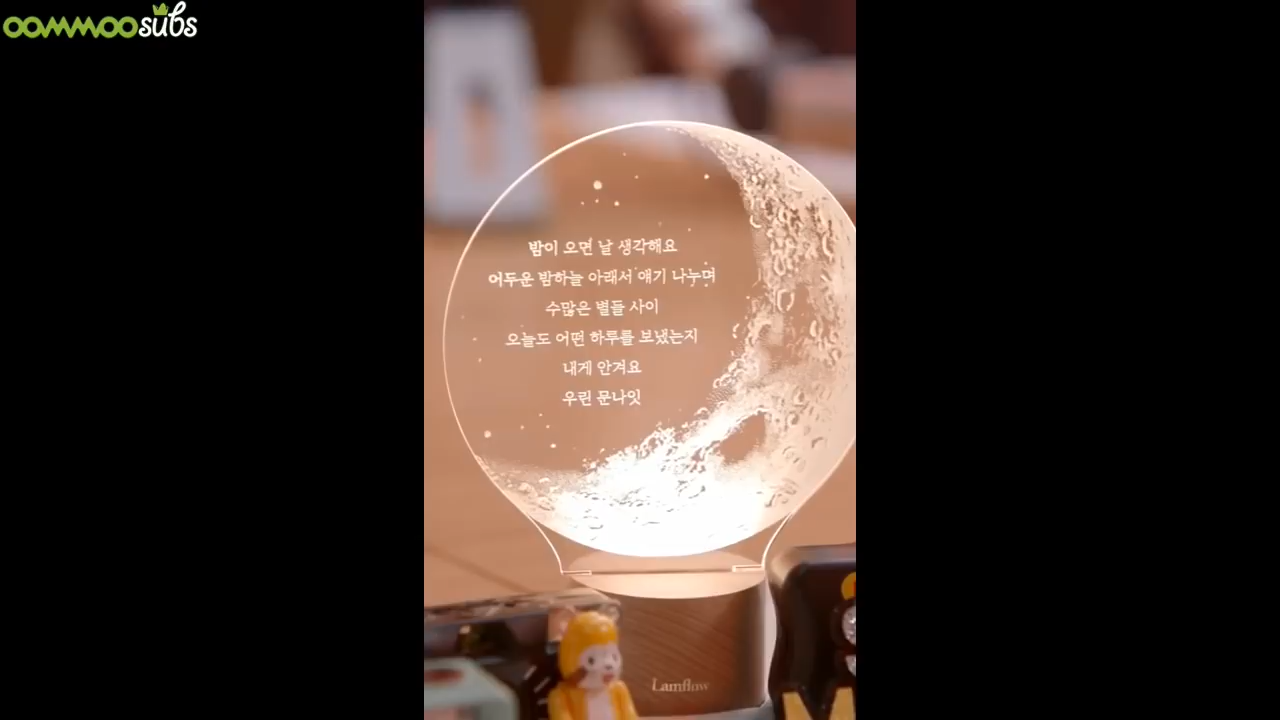 oommoosubs
밤이 오면 날 생각해요
어두운 밤하늘 아래서 얘기 나누며
수많은 별들 사이
오늘도 어떤 하루를 보냈는지
내게 안겨요
우린 문나잇
Lamflow
M